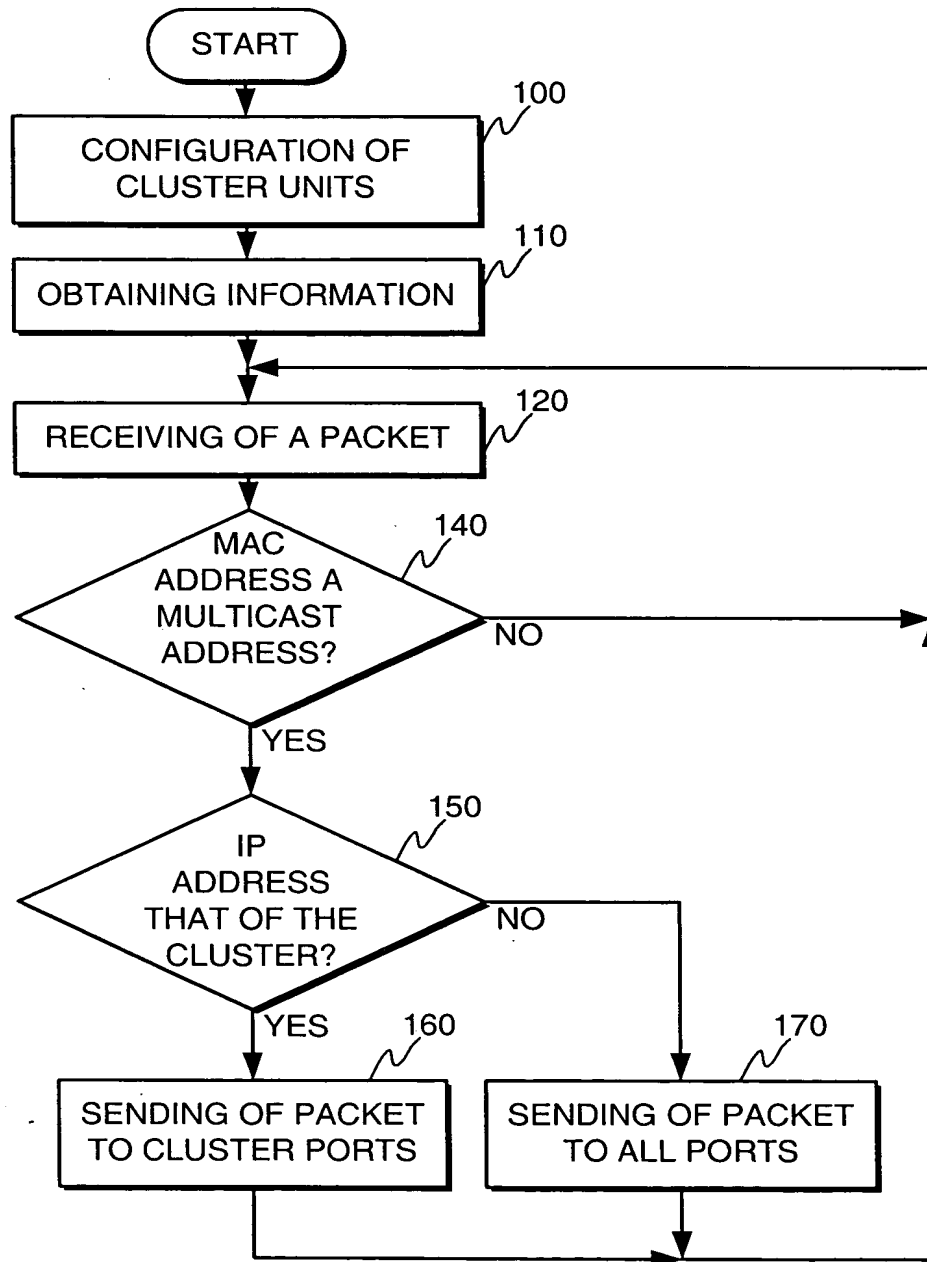 START
100
CONFIGURATION OF
CLUSTER UNITS
110
OBTAINING INFORMATION
120
RECEIVING OF A PACKET
140
MAC
ADDRESS A
MULTICAST
ADDRESS?
NO
YES
150
IP
ADDRESS
THAT OF THE
CLUSTER?
NO
YES
160
SENDING OF PACKET
TO CLUSTER PORTS
170
SENDING OF PACKET
TO ALL PORTS